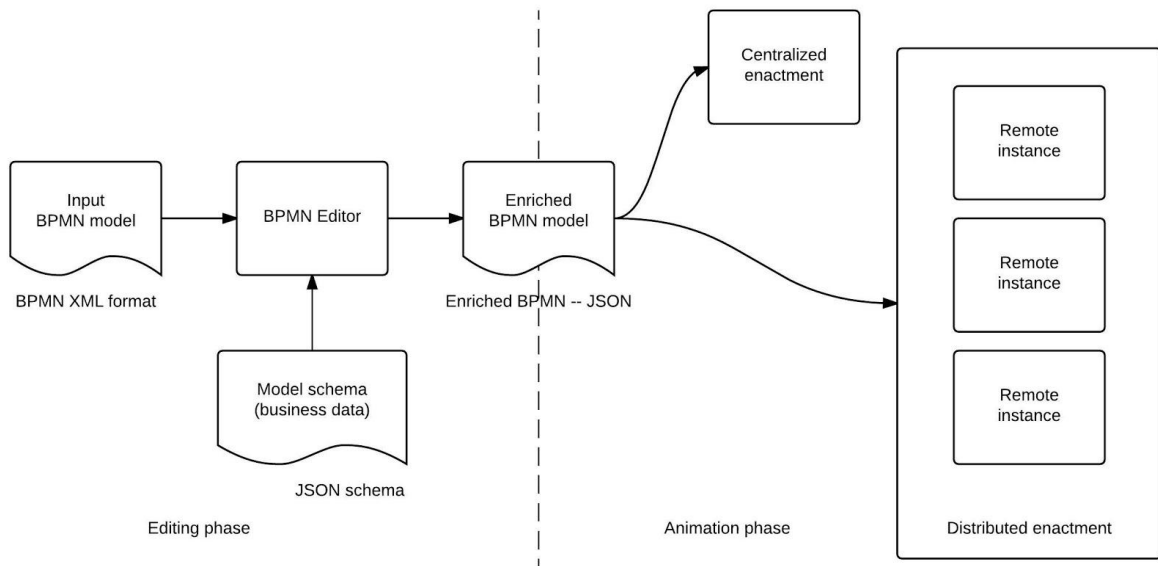 Input
BPMN model
BPMN XML format
BPMN Editor
Model schema
(business data)
JSON schema
Enriched
BPMN model
Enriched BPMN -- JSON
Centralized
enactment
Remote
instance
Remote
instance
Remote
instance
Editing phase
Animation phase
Distributed enactment